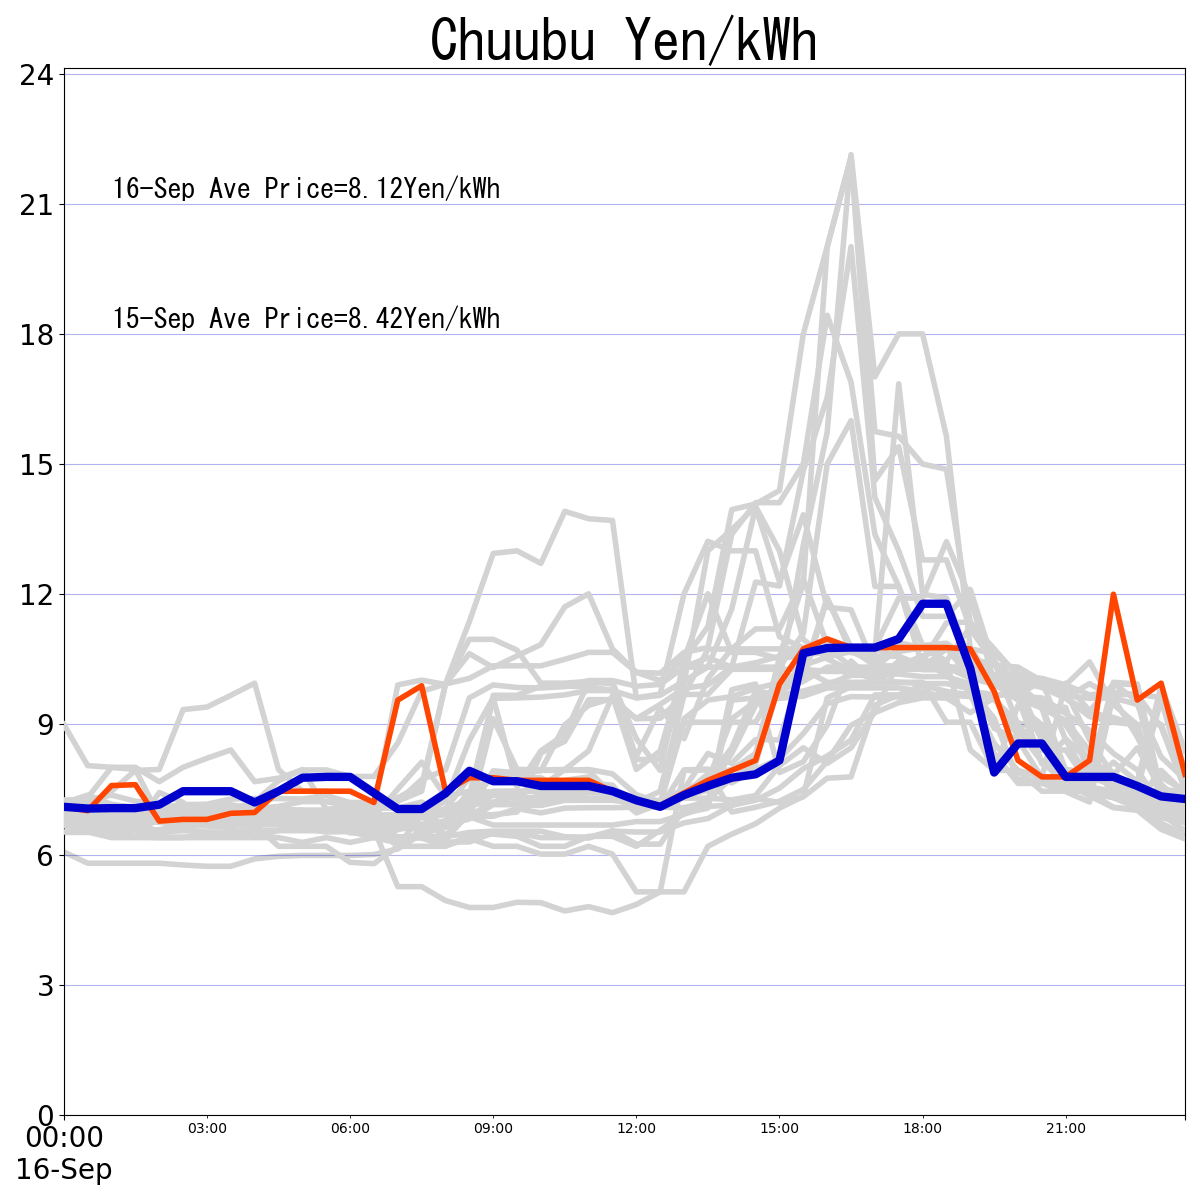 Chuubu Yen/kWh
24
16-Sep Ave Price=8.12Yen/kWh
21
15-Sep Ave Price=8.42Yen/kWh
18
15
12
9
6
3
0
00:00 03:00 06:00 09:00 12:00 15:00 18:00 21:00
16-Sep